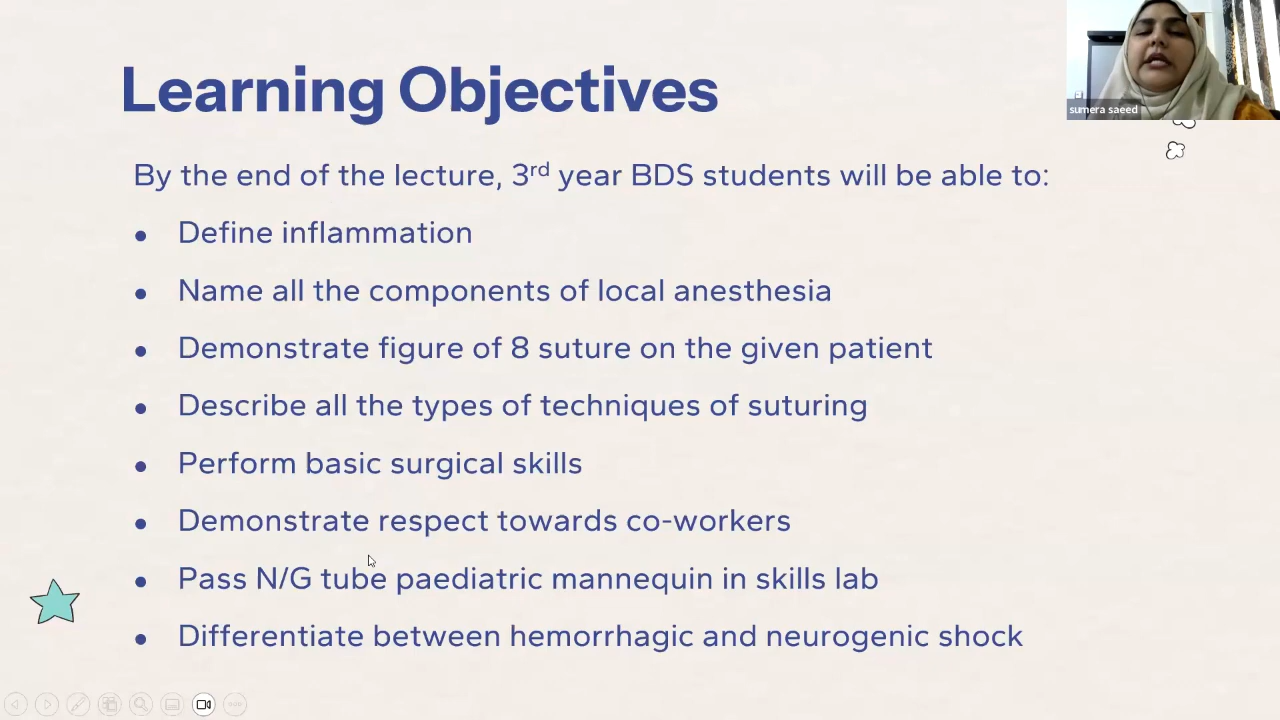 Learning Objectives
sumera saeed
By the end of the lecture, 3rd year BDS students will be able to:
• Define inflammation
• Name all the components of local anesthesia
• Demonstrate figure of 8 suture on the given patient
• Describe all the types of techniques of suturing
• Perform basic surgical skills
• Demonstrate respect towards co-workers
• Pass N/G tube paediatric mannequin in skills lab
• Differentiate between hemorrhagic and neurogenic shock